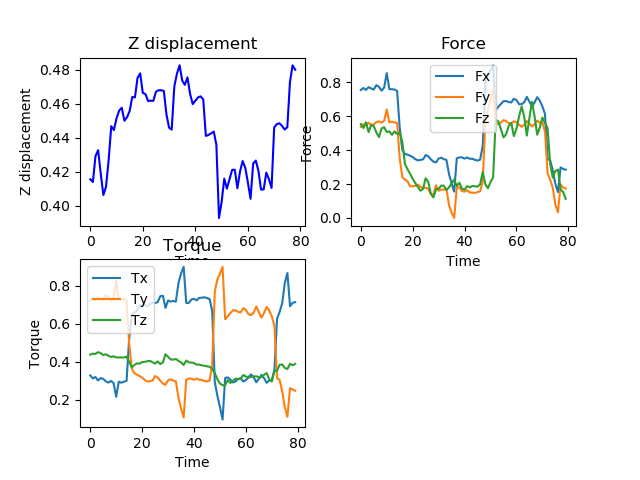 Z displacement
Z displacement
0.48
0.46
0.44
0.42
0.40
0 20 40 60 80
Time
Force
Force
0.8
0.6
0.4
0.2
0.0
Fx
Fy
Fz
0 20 40 60 80
Time
Torque
Torque
0.8
0.6
0.4
0.2
Tx
Ty
Tz
0 20 40 60 80
Time